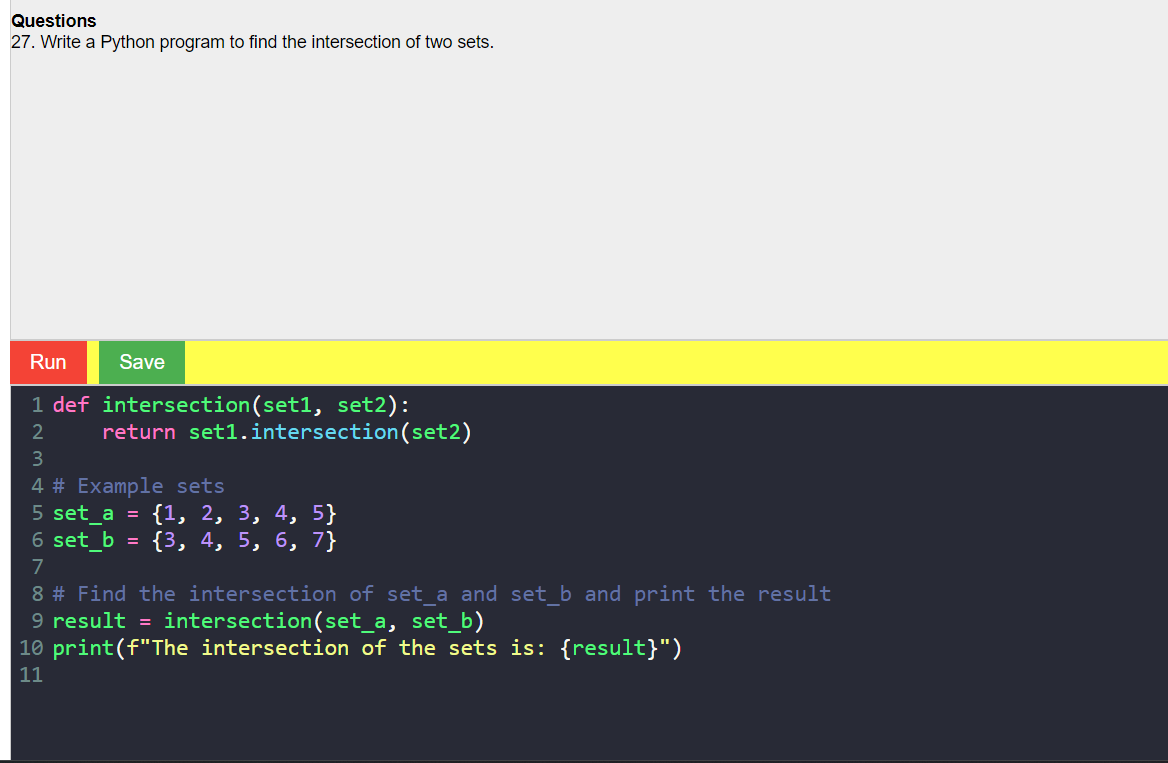 Questions
27. Write a Python program to find the intersection of two sets.
Run Save
1 def intersection(set1, set2):
2     return set1.intersection(set2)
3
4 # Example sets
5 set_a = {1, 2, 3, 4, 5}
6 set_b = {3, 4, 5, 6, 7}
7
8 # Find the intersection of set_a and set_b and print the result
9 result = intersection(set_a, set_b)
10 print(f"The intersection of the sets is: {result}")
11